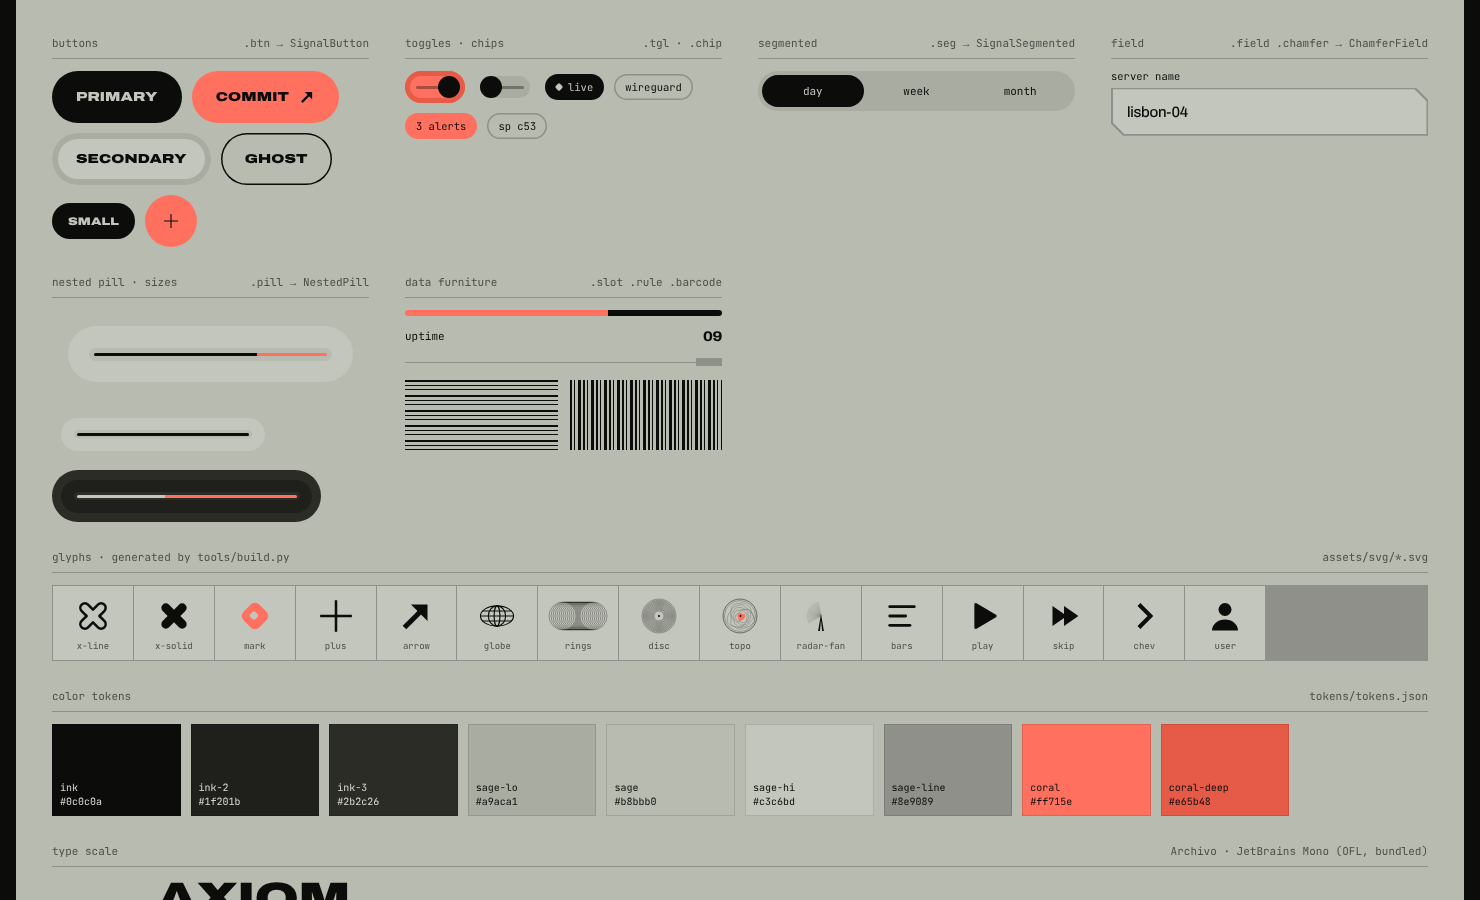 buttons .btn → SignalButton
PRIMARY COMMIT
SECONDARY GHOST
SMALL
toggles · chips .tgl · .chip
live wireguard
3 alerts sp c53
segmented .seg → SignalSegmented
day week month
field .field .chamfer → ChamferField
server name
lisbon-04
nested pill · sizes .pill → NestedPill
data furniture .slot .rule .barcode
uptime 09
glyphs · generated by tools/build.py assets/svg/*.svg
x-line x-solid mark plus arrow globe rings disc topo radar-fan bars play skip chev user
color tokens tokens/tokens.json
ink
#0c0c0a
ink-2
#1f201b
ink-3
#2b2c26
sage-lo
#a9aca1
sage
#b8bbb0
sage-hi
#c3c6bd
sage-line
#8e9089
coral
#ff715e
coral-deep
#e65b48
type scale Archivo · JetBrains Mono (OFL, bundled)
AXIOM